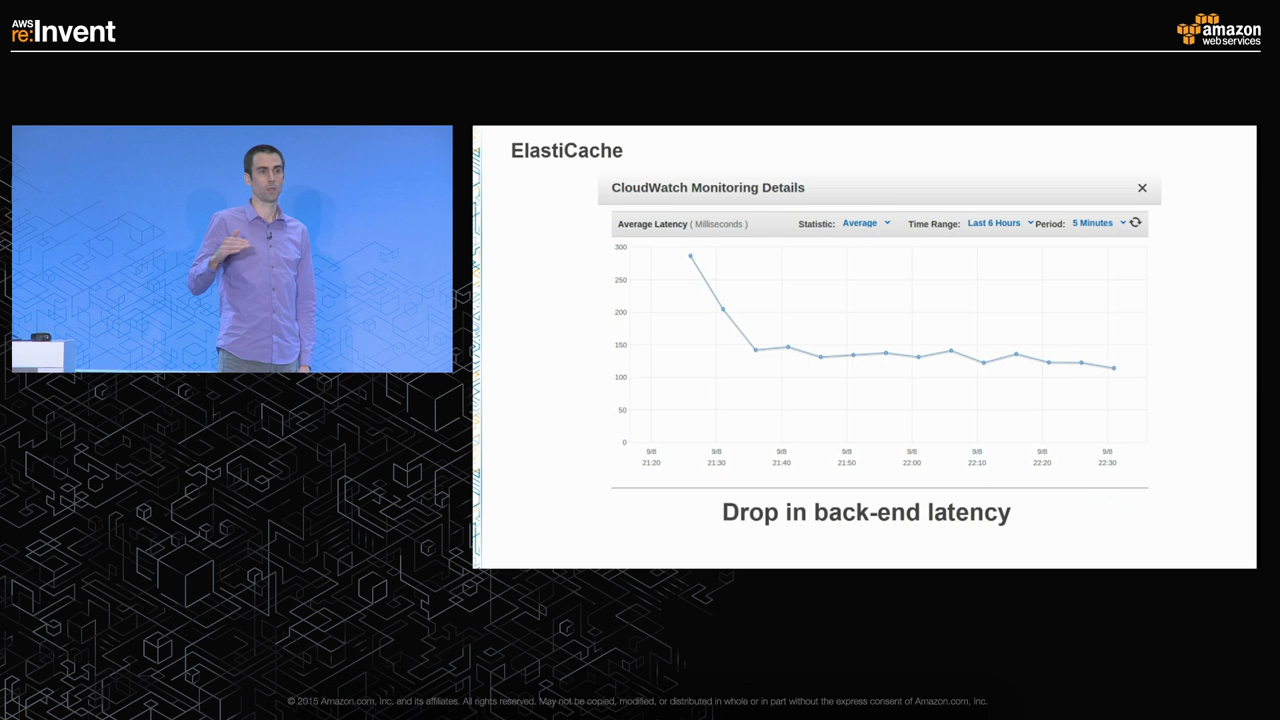 AWS
re:Invent
amazon
webservices
ElastiCache
CloudWatch Monitoring Details
Average Latency ( Milliseconds )
Statistic: Average
Time Range: Last 6 Hours
Period: 5 Minutes
300
250
200
150
100
50
0
9/8 9/8 9/8 9/8 9/8 9/8 9/8 9/8
21:20 21:30 21:40 21:50 22:00 22:10 22:20 22:30
Drop in back-end latency
© 2015 Amazon.com, Inc. and its affiliates. All rights reserved. May not be copied, modified, or distributed in whole or in part without the express consent of Amazon.com, Inc.